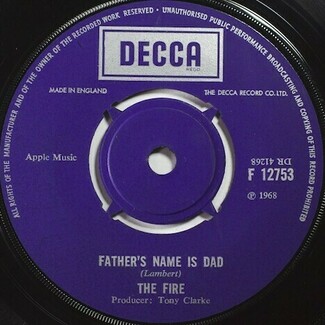 ALL RIGHTS OF THE MANUFACTURER AND OF THE OWNER OF THE RECORDED WORK RESERVED • UNAUTHORISED PUBLIC PERFORMANCE BROADCASTING AND COPYING OF THIS RECORD PROHIBITED
DECCA
REGD
MADE IN ENGLAND
THE DECCA RECORD CO. LTD.
Apple Music
DR 41268
F 12753
℗ 1968
FATHER'S NAME IS DAD
(Lambert)
THE FIRE
Producer: Tony Clarke